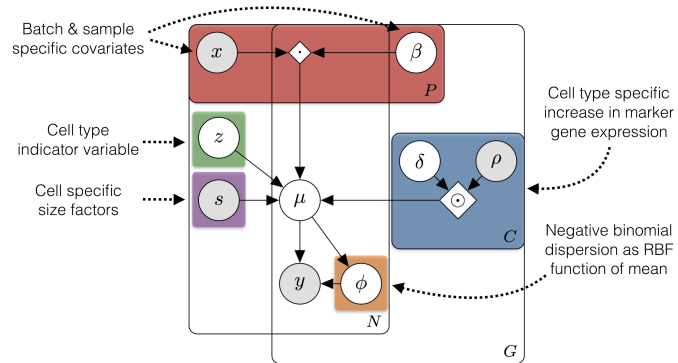 Batch & sample
specific covariates
x
·
β
P
Cell type
indicator variable
z
Cell type specific
increase in marker
gene expression
δ
ρ
Cell specific
size factors
s
μ
⊙
C
Negative binomial
dispersion as RBF
function of mean
y
ϕ
N
G